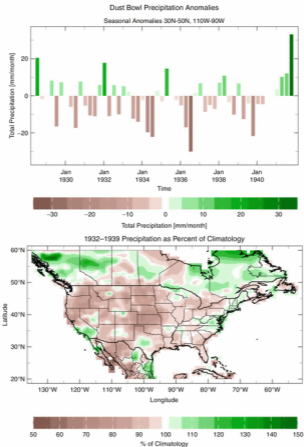 Dust Bowl Precipitation Anomalies
Seasonal Anomalies 30N-50N, 110W-90W
Total Precipitation [mm/month]
20
0
-20
Jan 1930
Jan 1932
Jan 1934
Jan 1936
Jan 1938
Jan 1940
Time
-30 -20 -10 0 10 20 30
Total Precipitation [mm/month]
1932-1939 Precipitation as Percent of Climatology
60°N
50°N
40°N
30°N
20°N
Latitude
130°W 120°W 110°W 100°W 90°W 80°W 70°W 60°W
Longitude
50 60 70 80 90 100 110 120 130 140 150
% of Climatology